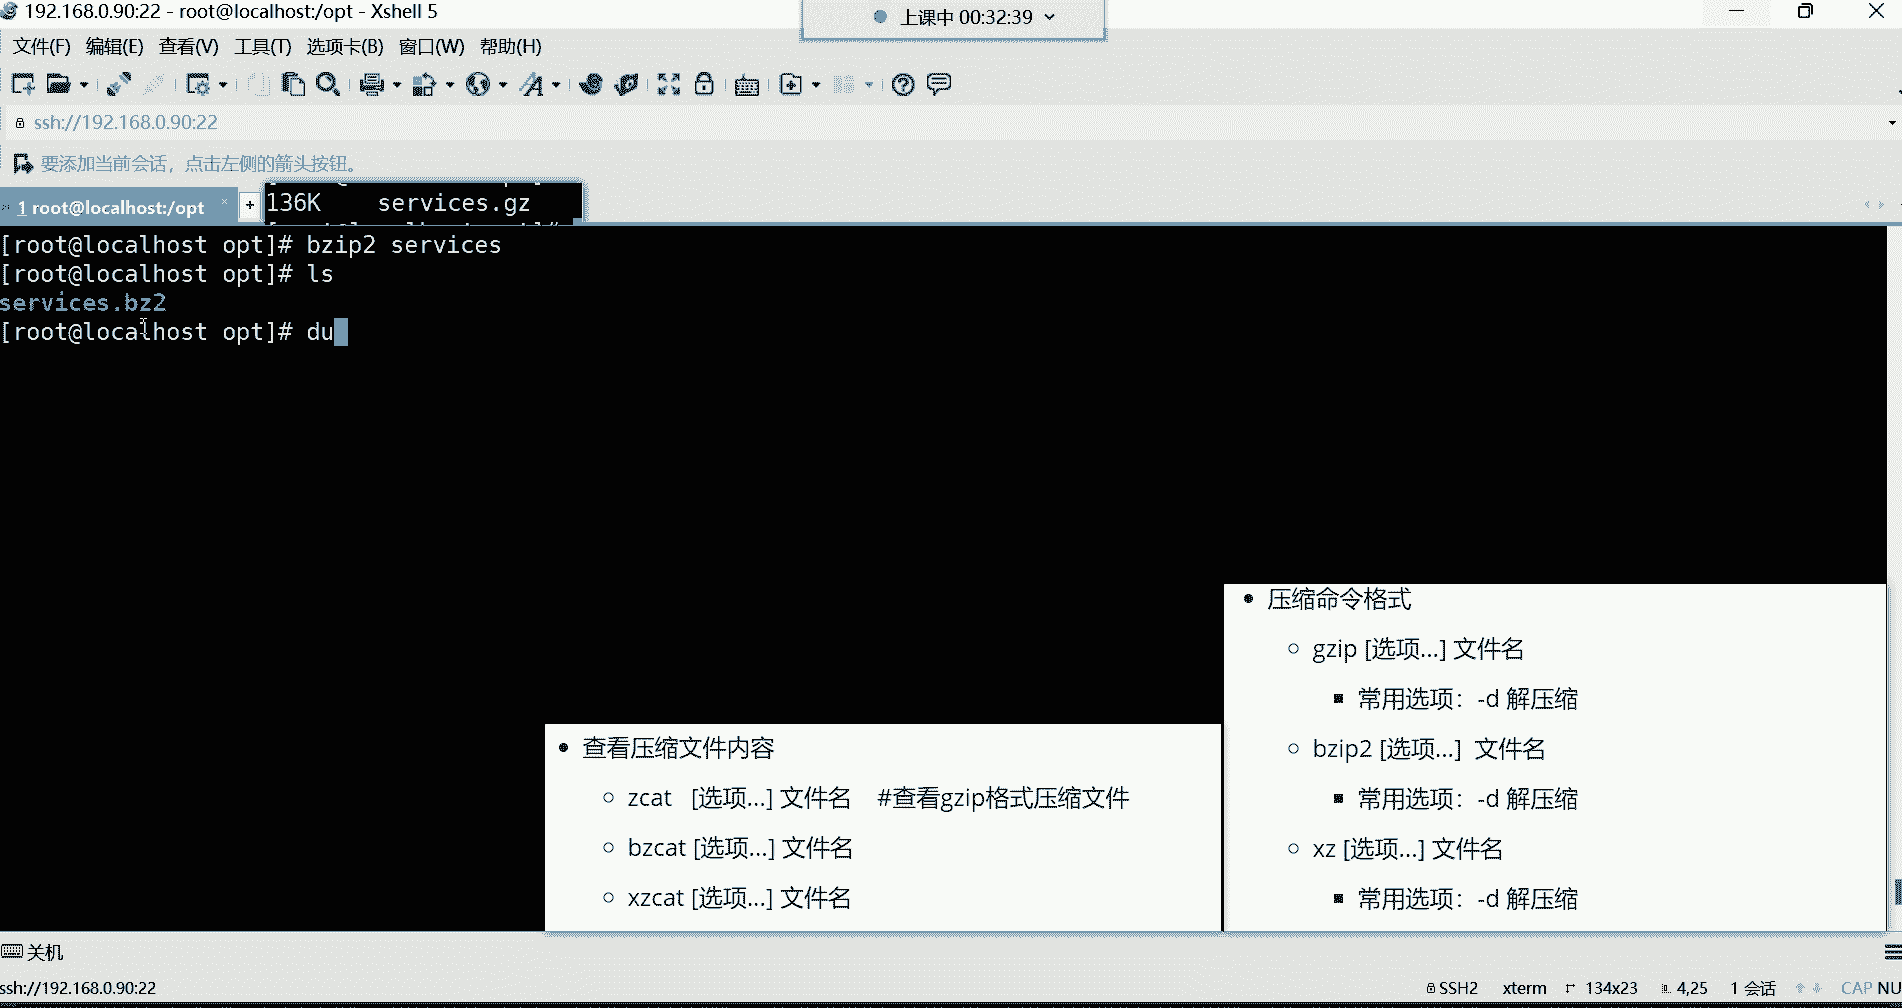 192.168.0.90:22 - root@localhost:/opt - Xshell 5
上课中 00:32:39
文件(F) 编辑(E) 查看(V) 工具(T) 选项卡(B) 窗口(W) 帮助(H)
ssh://192.168.0.90:22
要添加当前会话，点击左侧的箭头按钮。
1 root@localhost:/opt × +
136K services.gz
[root@localhost opt]# bzip2 services
[root@localhost opt]# ls
services.bz2
[root@localhost opt]# du
• 压缩命令格式
gzip [选项...] 文件名
常用选项：-d 解压缩
bzip2 [选项...] 文件名
常用选项：-d 解压缩
xz [选项...] 文件名
常用选项：-d 解压缩
• 查看压缩文件内容
zcat [选项...] 文件名 #查看gzip格式压缩文件
bzcat [选项...] 文件名
xzcat [选项...] 文件名
关机
ssh://192.168.0.90:22
SSH2 xterm 134x23 4,25 1 会话 CAP NU